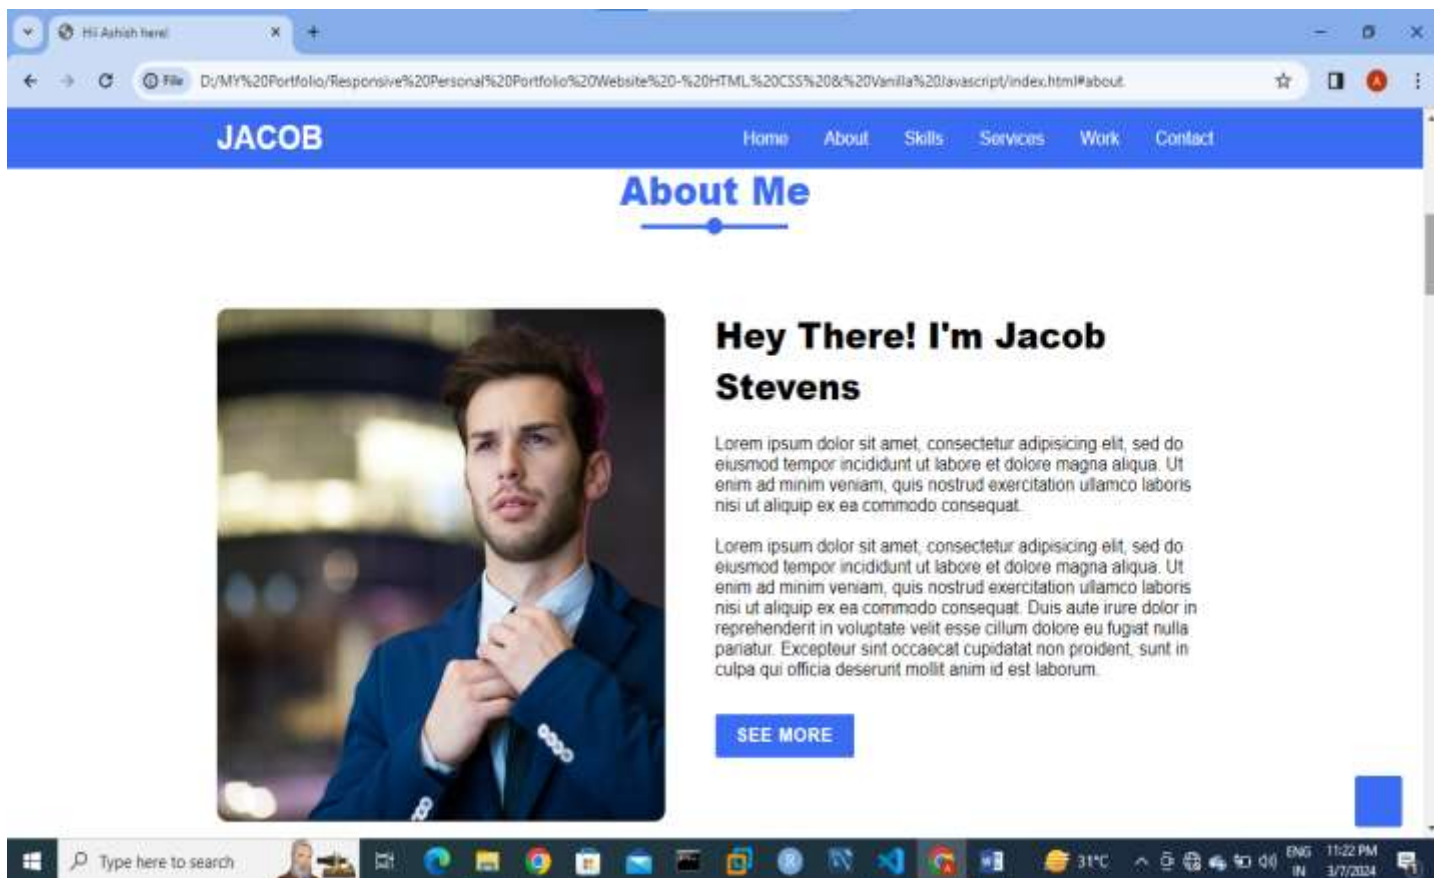 Hii Ashish here!
File D:/MY%20Portfolio/Responsive%20Personal%20Portfolio%20Website%20-%20HTML,%20CSS%20&%20Vanilla%20Javascript/index.html#about
JACOB Home About Skills Services Work Contact
About Me
Hey There! I'm Jacob
Stevens
Lorem ipsum dolor sit amet, consectetur adipisicing elit, sed do
eiusmod tempor incididunt ut labore et dolore magna aliqua. Ut
enim ad minim veniam, quis nostrud exercitation ullamco laboris
nisi ut aliquip ex ea commodo consequat.
Lorem ipsum dolor sit amet, consectetur adipisicing elit, sed do
eiusmod tempor incididunt ut labore et dolore magna aliqua. Ut
enim ad minim veniam, quis nostrud exercitation ullamco laboris
nisi ut aliquip ex ea commodo consequat. Duis aute irure dolor in
reprehenderit in voluptate velit esse cillum dolore eu fugiat nulla
pariatur. Excepteur sint occaecat cupidatat non proident, sunt in
culpa qui officia deserunt mollit anim id est laborum.
SEE MORE
Type here to search 31°C ENG 11:22 PM
IN 3/7/2024